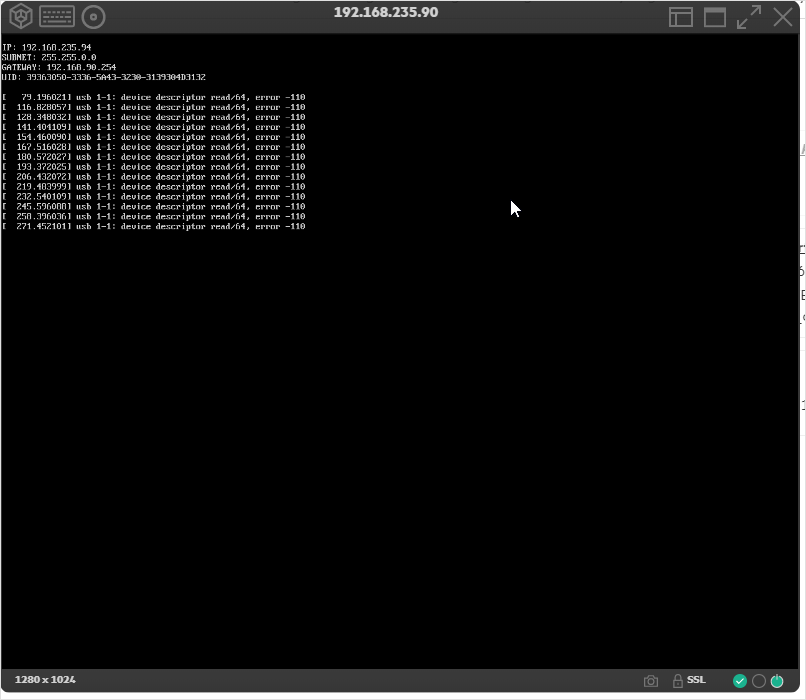 192.168.235.90
IP: 192.168.235.94
SUBNET: 255.255.0.0
GATEWAY: 192.168.90.254
UID: 39363050-3336-5A43-3230-3139304D3132
[   79.196021] usb 1-1: device descriptor read/64, error -110
[  116.828057] usb 1-1: device descriptor read/64, error -110
[  128.348032] usb 1-1: device descriptor read/64, error -110
[  141.404109] usb 1-1: device descriptor read/64, error -110
[  154.460090] usb 1-1: device descriptor read/64, error -110
[  167.516028] usb 1-1: device descriptor read/64, error -110
[  180.572027] usb 1-1: device descriptor read/64, error -110
[  193.372025] usb 1-1: device descriptor read/64, error -110
[  206.432072] usb 1-1: device descriptor read/64, error -110
[  219.483999] usb 1-1: device descriptor read/64, error -110
[  232.540109] usb 1-1: device descriptor read/64, error -110
[  245.596088] usb 1-1: device descriptor read/64, error -110
[  258.396036] usb 1-1: device descriptor read/64, error -110
[  271.452101] usb 1-1: device descriptor read/64, error -110
1280 x 1024
SSL